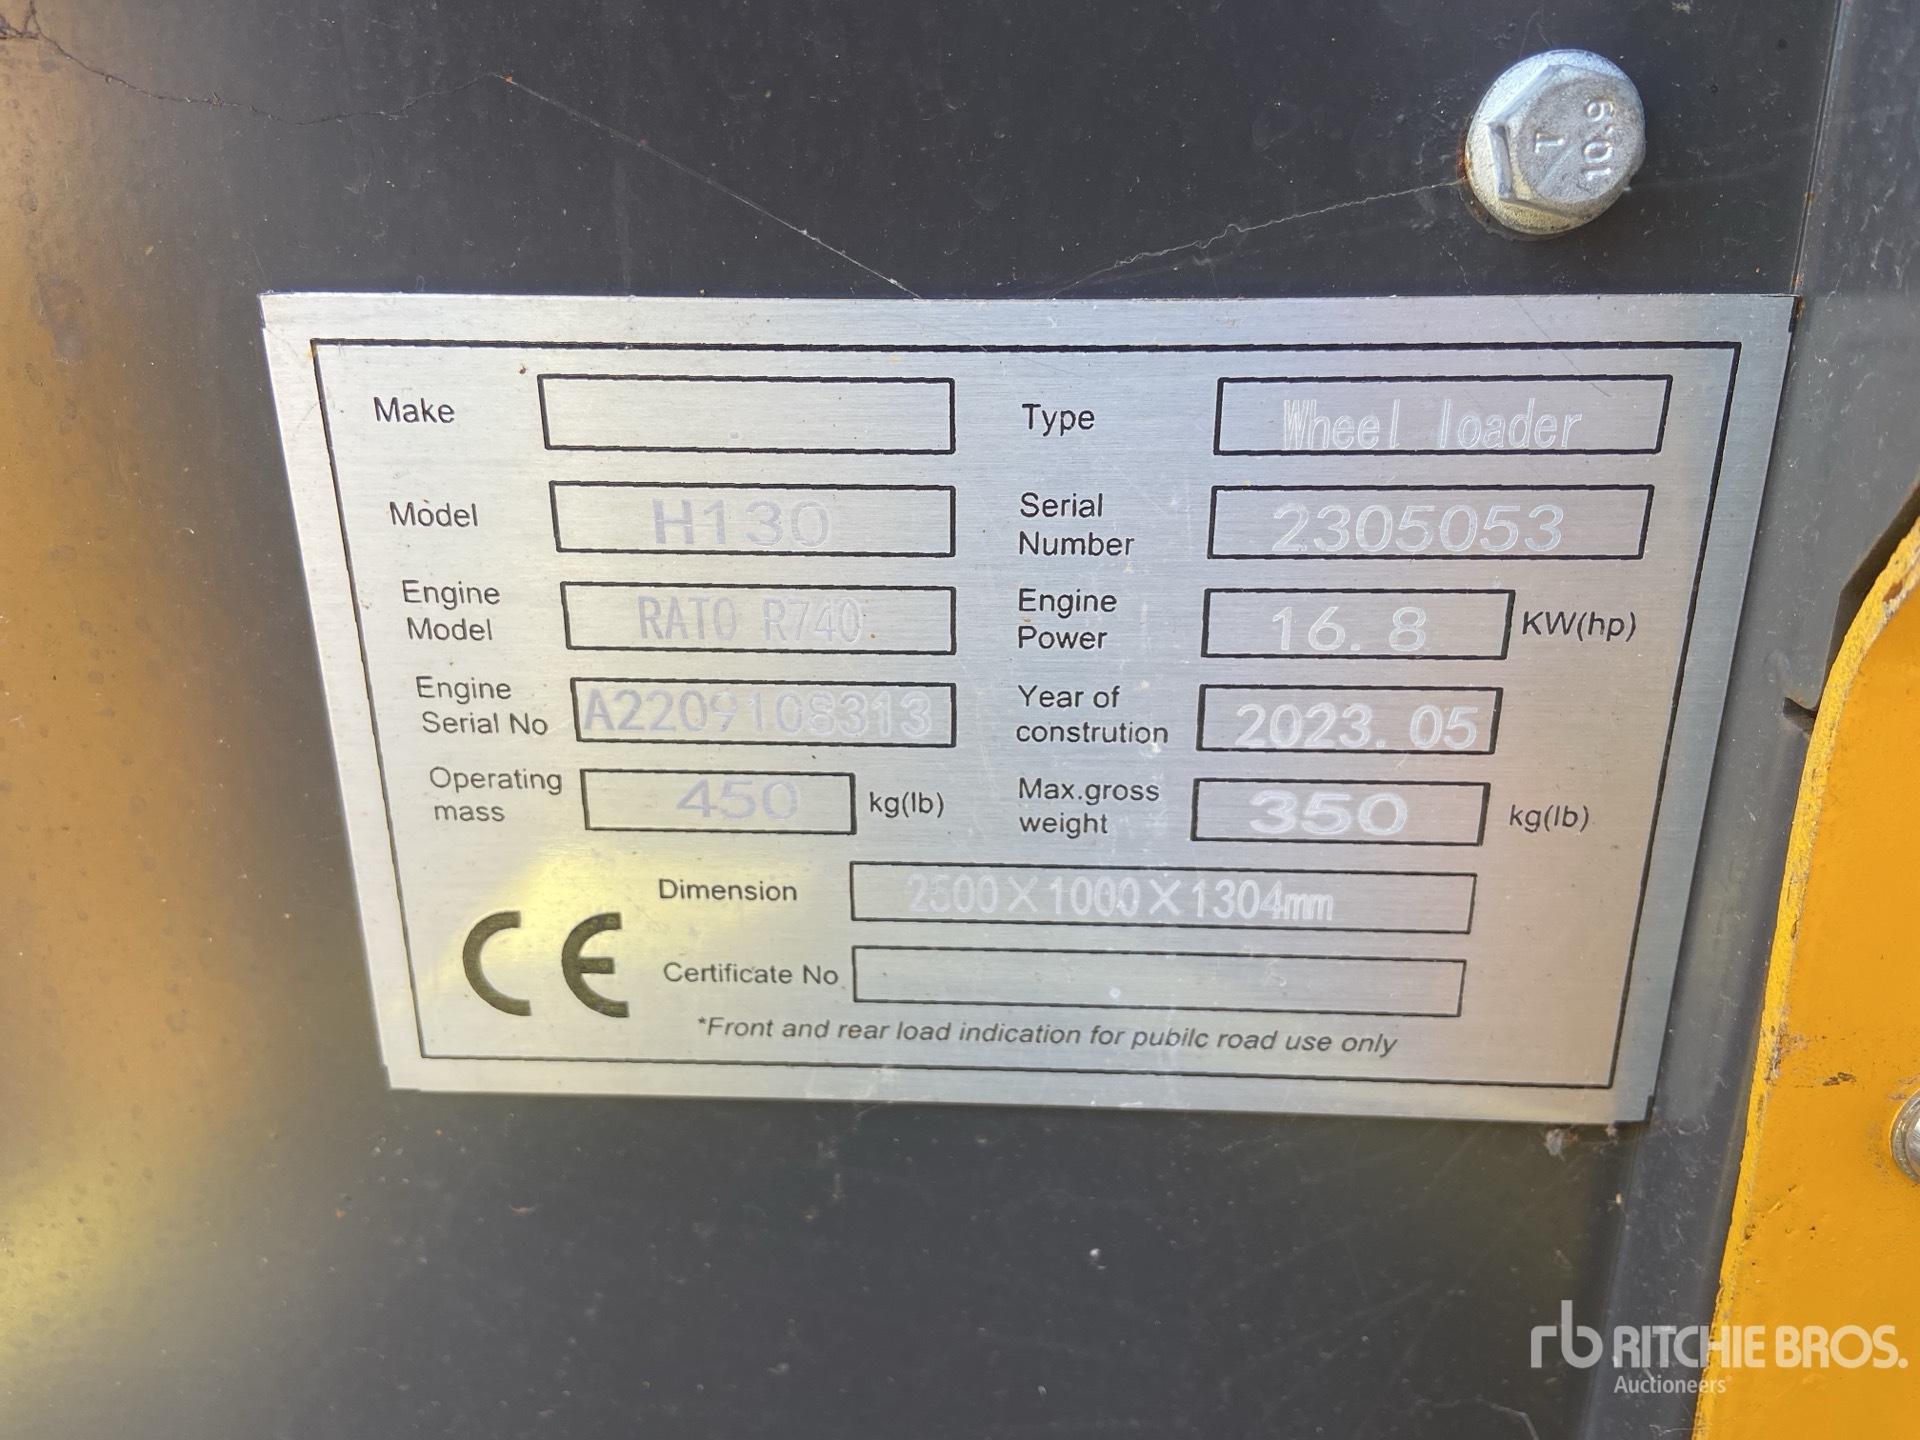 10.9
T
Make
Type Wheel loader
Model H130
Serial Number 2305053
Engine Model RATO R740
Engine Power 16.8 KW(hp)
Engine Serial No A220910S313
Year of constrution 2023.05
Operating mass 450 kg(lb)
Max.gross weight 350 kg(lb)
Dimension 2500×1000×1304mm
CE
Certificate No
*Front and rear load indication for pubilc road use only
rb RITCHIE BROS.
Auctioneers